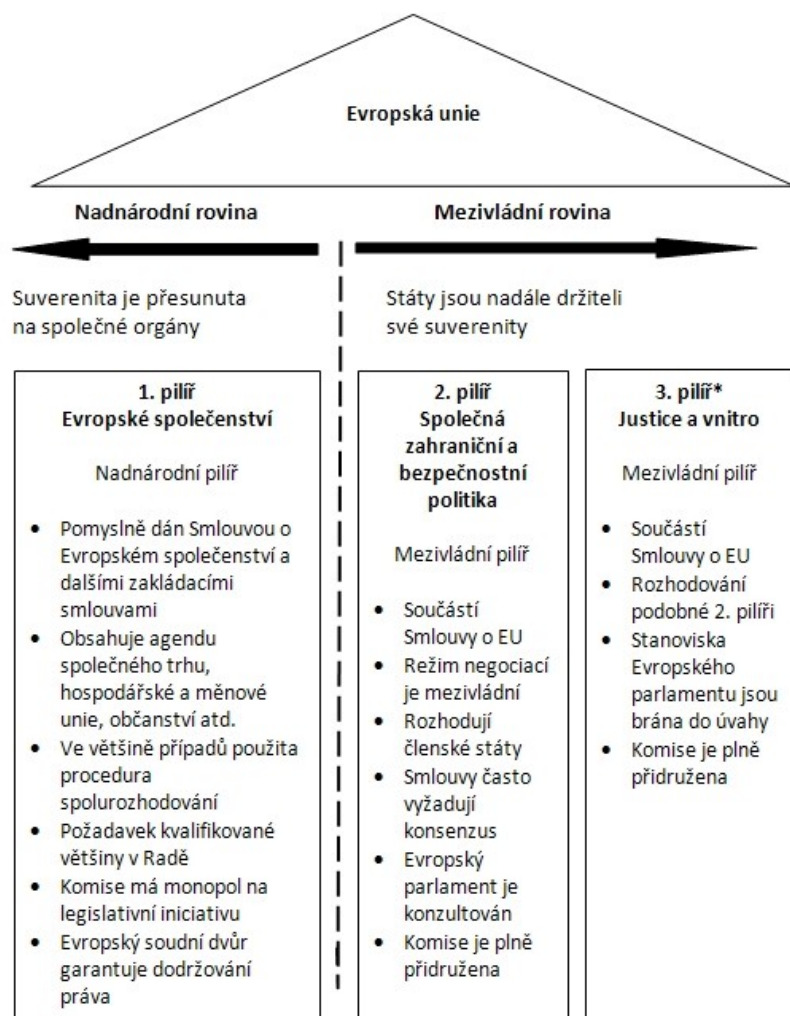 Evropská unie
Nadnárodní rovina
Mezivládní rovina
Suverenita je přesunuta
na společné orgány
Státy jsou nadále držiteli
své suverenity
1. pilíř
Evropské společenství
Nadnárodní pilíř
• Pomyslně dán Smlouvou o
Evropském společenství a
dalšími zakládacími
smlouvami
• Obsahuje agendu
společného trhu,
hospodářské a měnové
unie, občanství atd.
• Ve většině případů použita
procedura
spolurozhodování
• Požadavek kvalifikované
většiny v Radě
• Komise má monopol na
legislativní iniciativu
• Evropský soudní dvůr
garantuje dodržování
práva
2. pilíř
Společná
zahraniční a
bezpečnostní
politika
Mezivládní pilíř
• Součástí
Smlouvy o EU
• Režim negociací
je mezivládní
• Rozhodují
členské státy
• Smlouvy často
vyžadují
konsenzus
• Evropský
parlament je
konzultován
• Komise je plně
přidružena
3. pilíř*
Justice a vnitro
Mezivládní pilíř
• Součástí
Smlouvy o EU
• Rozhodování
podobné 2. pilíři
• Stanoviska
Evropského
parlamentu jsou
brána do úvahy
• Komise je plně
přidružena